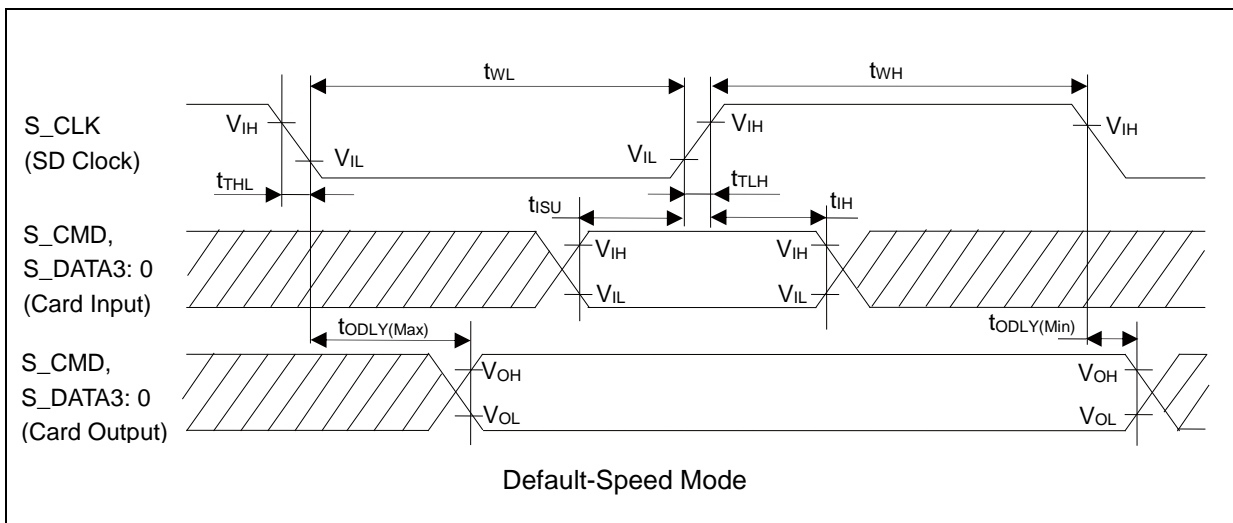 tWL
tWH
S_CLK
(SD Clock)
VIH
VIL
VIL
VIH
VIH
tTHL
tTLH
tISU
tIH
S_CMD,
S_DATA3: 0
(Card Input)
VIH
VIL
VIH
VIL
tODLY(Max)
tODLY(Min)
S_CMD,
S_DATA3: 0
(Card Output)
VOH
VOL
VOH
VOL
Default-Speed Mode